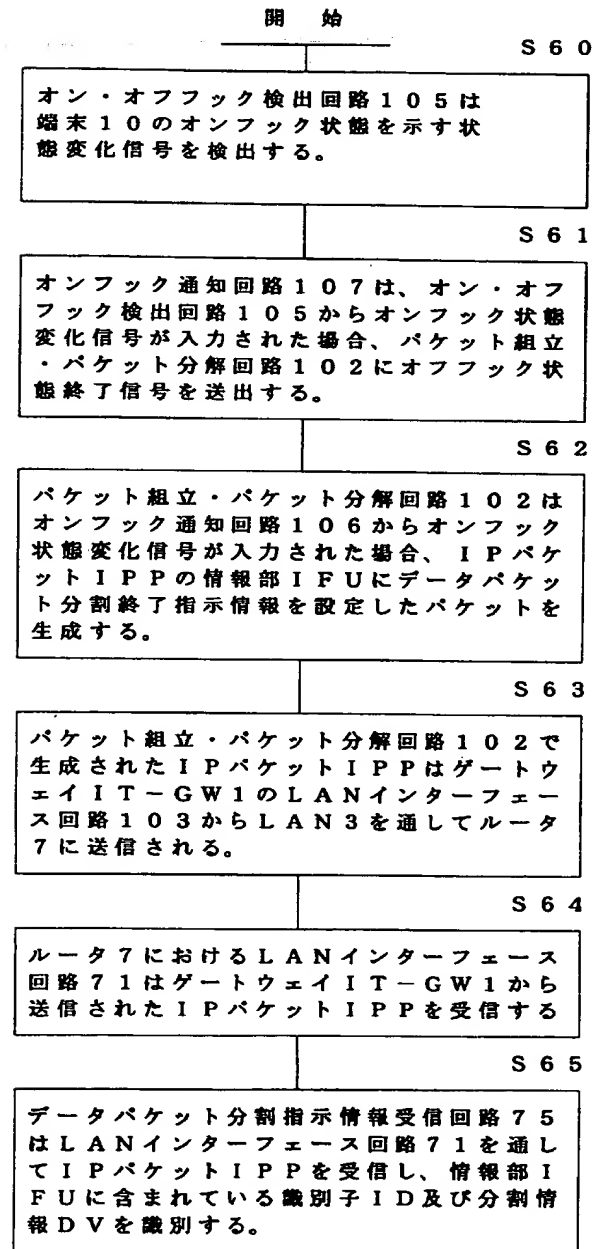 開 始
S60
オン・オフフック検出回路105は
端末10のオンフック状態を示す状
態変化信号を検出する。
S61
オンフック通知回路107は、オン・オフ
フック検出回路105からオンフック状態
変化信号が入力された場合、パケット組立
・パケット分解回路102にオフフック状
態終了信号を送出する。
S62
パケット組立・パケット分解回路102は
オンフック通知回路106からオンフック
状態変化信号が入力された場合、IPパケ
ットIPPの情報部IFUにデータパケッ
ト分割終了指示情報を設定したパケットを
生成する。
S63
パケット組立・パケット分解回路102で
生成されたIPパケットIPPはゲートウ
ェイIT-GW1のLANインターフェー
ス回路103からLAN3を通してルータ
7に送信される。
S64
ルータ7におけるLANインターフェース
回路71はゲートウェイIT-GW1から
送信されたIPパケットIPPを受信する
S65
データパケット分割指示情報受信回路75
はLANインターフェース回路71を通し
てIPパケットIPPを受信し、情報部I
FUに含まれている識別子ID及び分割情
報DVを識別する。